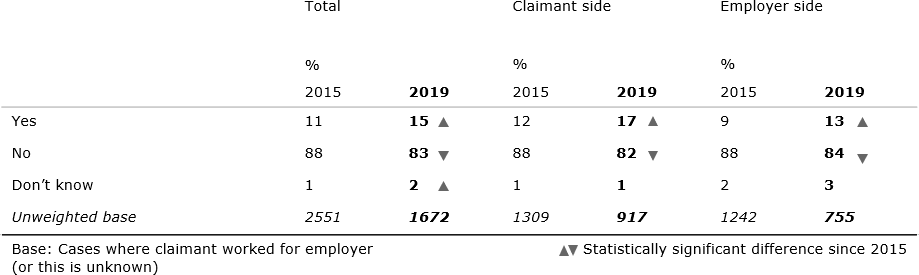 Total Claimant side Employer side
% % %
2015 2019 2015 2019 2015 2019
Yes 11 15 ▲ 12 17 ▲ 9 13 ▲
No 88 83 ▼ 88 82 ▼ 88 84 ▼
Don’t know 1 2 ▲ 1 1 2 3
Unweighted base 2551 1672 1309 917 1242 755
Base: Cases where claimant worked for employer ▲▼ Statistically significant difference since 2015
(or this is unknown)